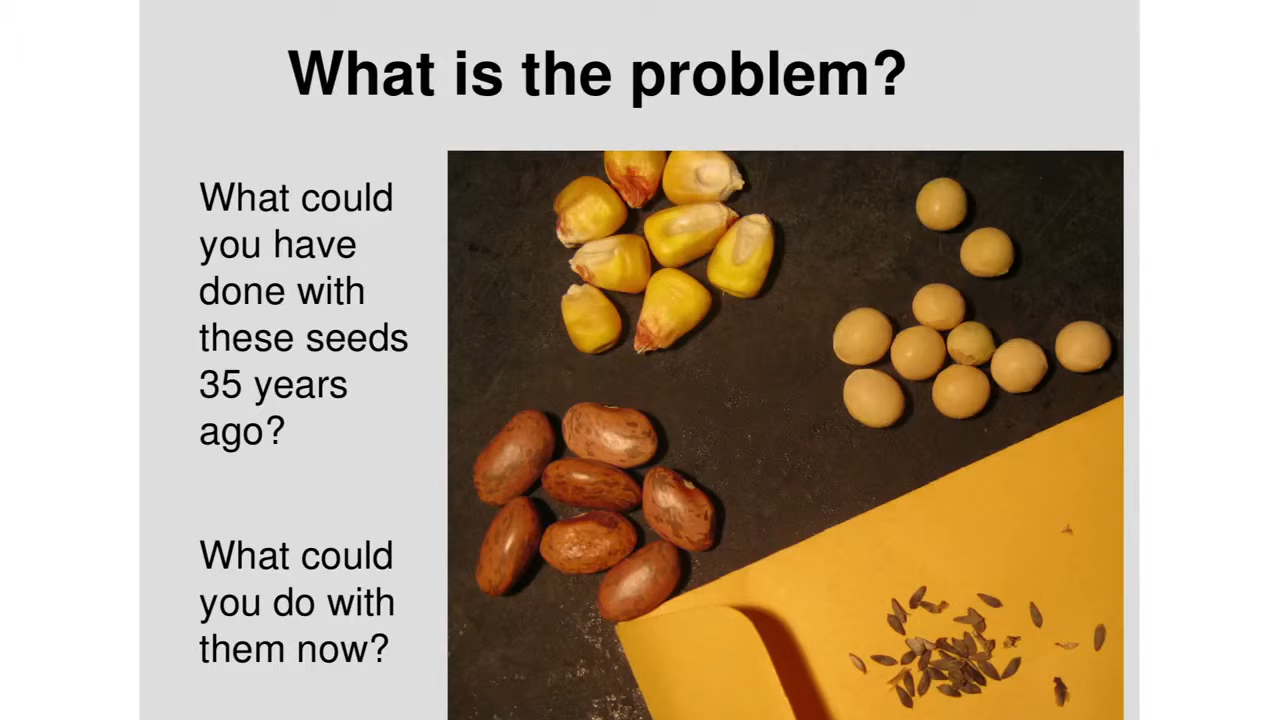 What is the problem?
What could
you have
done with
these seeds
35 years
ago?
What could
you do with
them now?